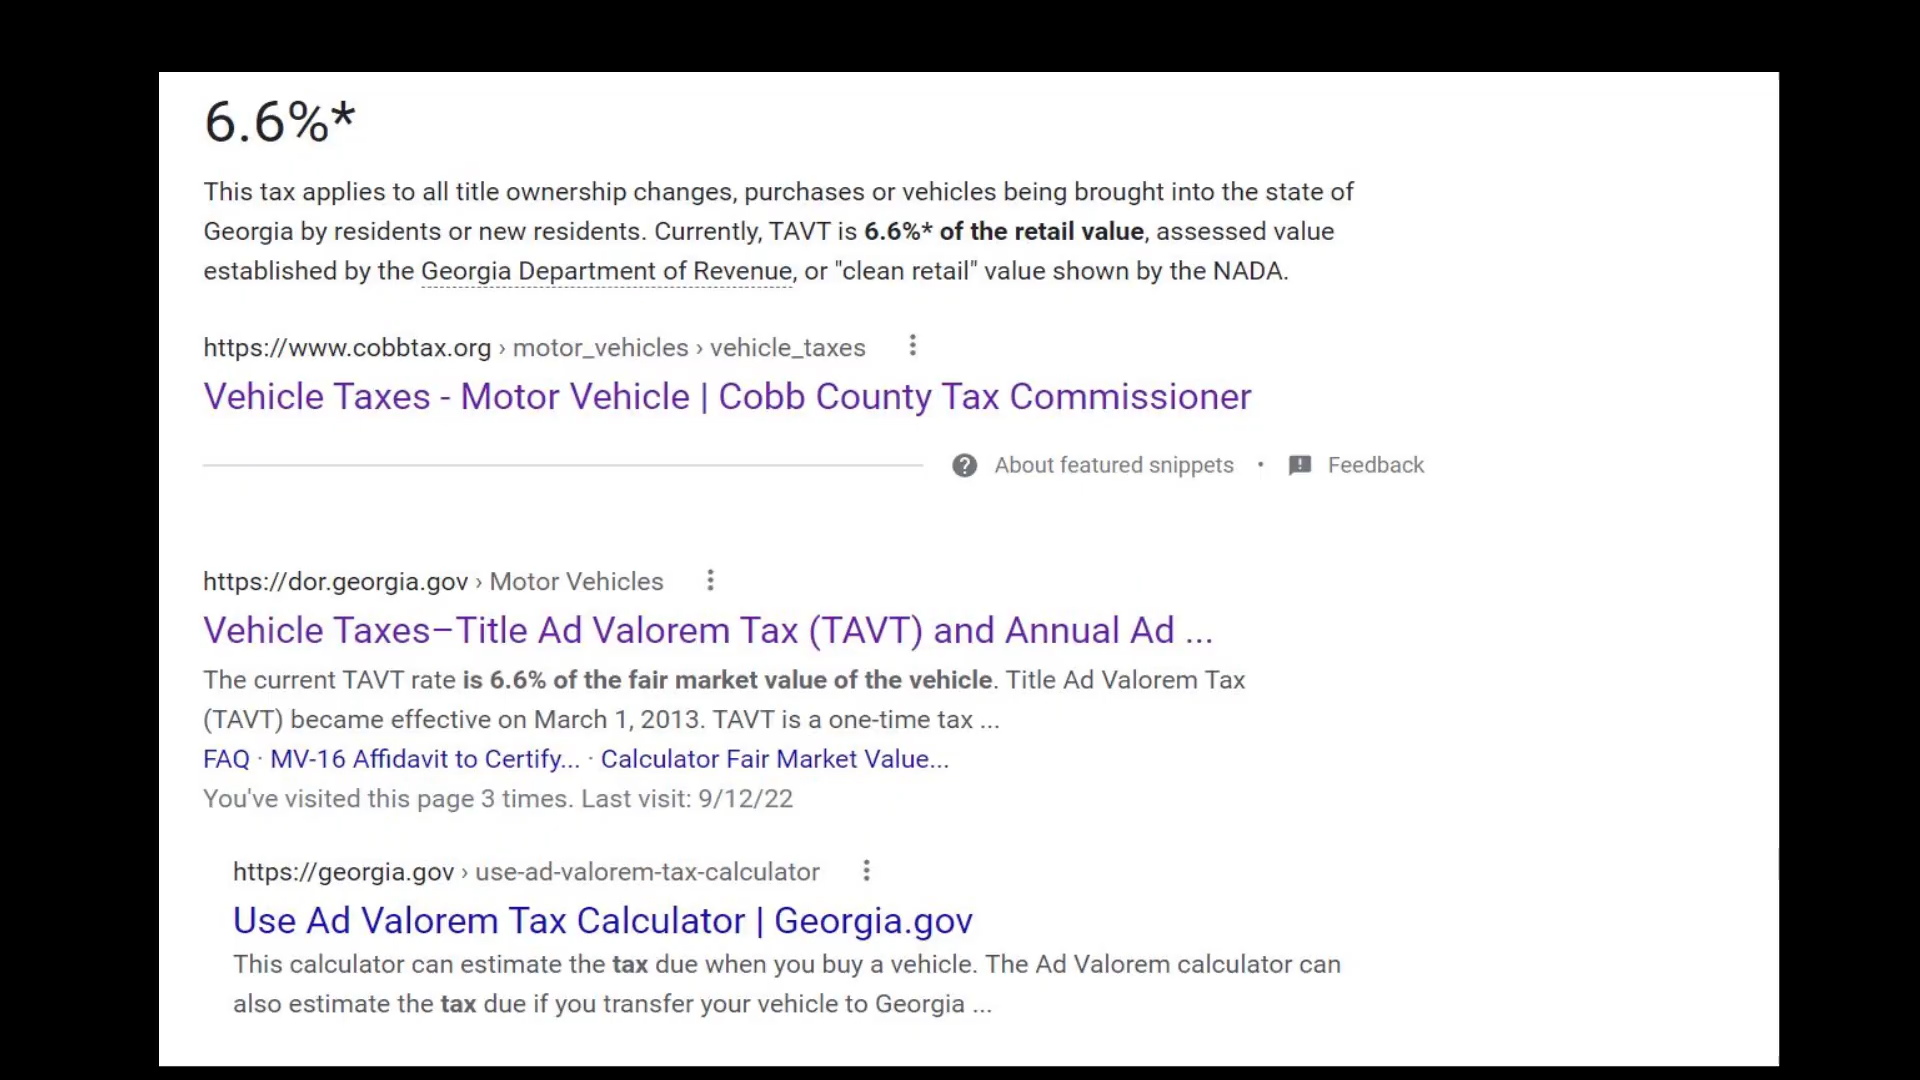 6.6%*
This tax applies to all title ownership changes, purchases or vehicles being brought into the state of
Georgia by residents or new residents. Currently, TAVT is 6.6%* of the retail value, assessed value
established by the Georgia Department of Revenue, or "clean retail" value shown by the NADA.
https://www.cobbtax.org › motor_vehicles › vehicle_taxes
Vehicle Taxes - Motor Vehicle | Cobb County Tax Commissioner
About featured snippets • Feedback
https://dor.georgia.gov › Motor Vehicles
Vehicle Taxes–Title Ad Valorem Tax (TAVT) and Annual Ad ...
The current TAVT rate is 6.6% of the fair market value of the vehicle. Title Ad Valorem Tax
(TAVT) became effective on March 1, 2013. TAVT is a one-time tax ...
FAQ · MV-16 Affidavit to Certify... · Calculator Fair Market Value...
You've visited this page 3 times. Last visit: 9/12/22
https://georgia.gov › use-ad-valorem-tax-calculator
Use Ad Valorem Tax Calculator | Georgia.gov
This calculator can estimate the tax due when you buy a vehicle. The Ad Valorem calculator can
also estimate the tax due if you transfer your vehicle to Georgia ...